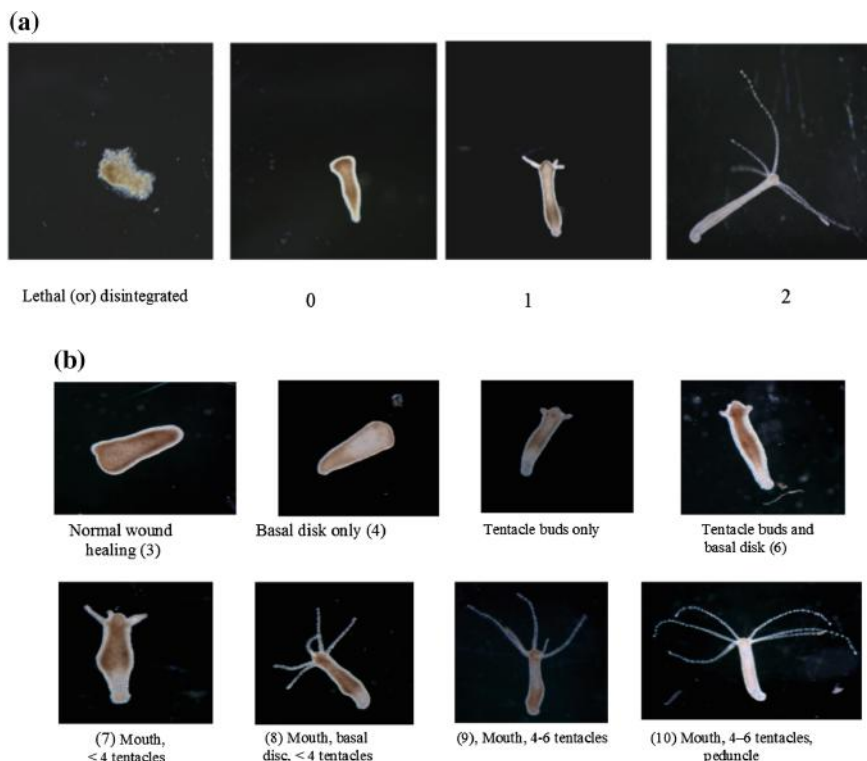 (a)
Lethal (or) disintegrated
0
1
2
(b)
Normal wound
healing (3)
Basal disk only (4)
Tentacle buds only
Tentacle buds and
basal disk (6)
(7) Mouth,
< 4 tentacles
(8) Mouth, basal
disc, < 4 tentacles
(9), Mouth, 4-6 tentacles
(10) Mouth, 4–6 tentacles,
peduncle